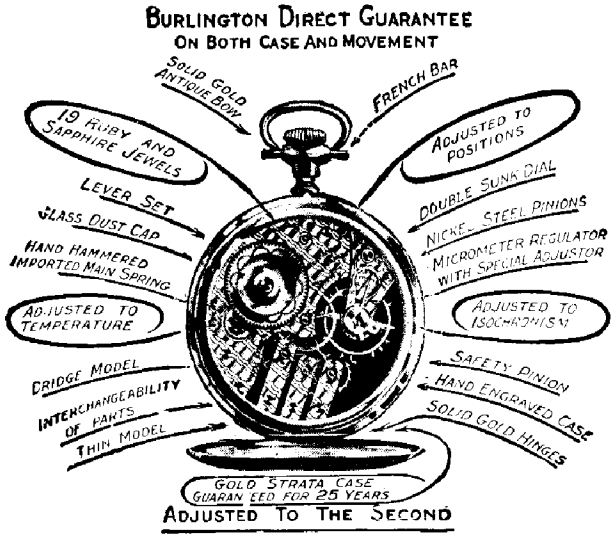 BURLINGTON DIRECT GUARANTEE
ON BOTH CASE AND MOVEMENT
SOLID GOLD
ANTIQUE BOW
FRENCH BAR
19 RUBY AND
SAPPHIRE JEWELS
ADJUSTED TO
POSITIONS
LEVER SET
DOUBLE SUNK DIAL
GLASS DUST CAP
NICKEL STEEL PINIONS
HAND HAMMERED
IMPORTED MAIN SPRING
MICROMETER REGULATOR
WITH SPECIAL ADJUSTOR
ADJUSTED TO
TEMPERATURE
ADJUSTED TO
ISOCHRONISM
BRIDGE MODEL
SAFETY PINION
INTERCHANGEABILITY
OF PARTS
HAND ENGRAVED CASE
THIN MODEL
SOLID GOLD HINGES
GOLD STRATA CASE
GUARANTEED FOR 25 YEARS
ADJUSTED TO THE SECOND